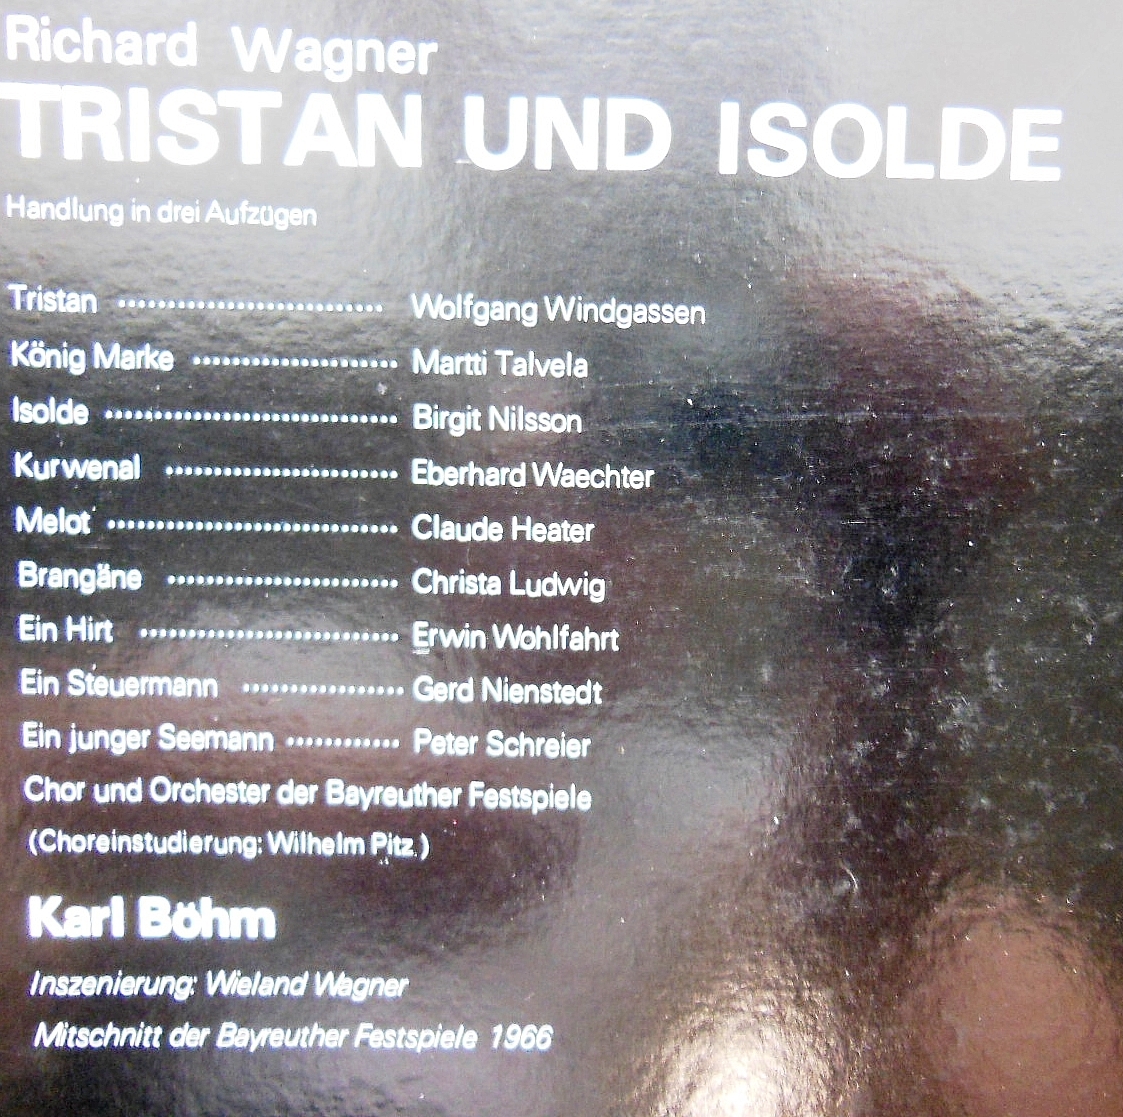 Richard Wagner
TRISTAN UND ISOLDE
Handlung in drei Aufzügen
Tristan ............................ Wolfgang Windgassen
König Marke ...................... Martti Talvela
Isolde ................................ Birgit Nilsson
Kurwenal ......................... Eberhard Waechter
Melot ............................... Claude Heater
Brangäne ......................... Christa Ludwig
Ein Hirt ............................ Erwin Wohlfahrt
Ein Steuermann ................. Gerd Nienstedt
Ein junger Seemann ............ Peter Schreier
Chor und Orchester der Bayreuther Festspiele
(Choreinstudierung: Wilhelm Pitz)
Karl Böhm
Inszenierung: Wieland Wagner
Mitschnitt der Bayreuther Festspiele 1966